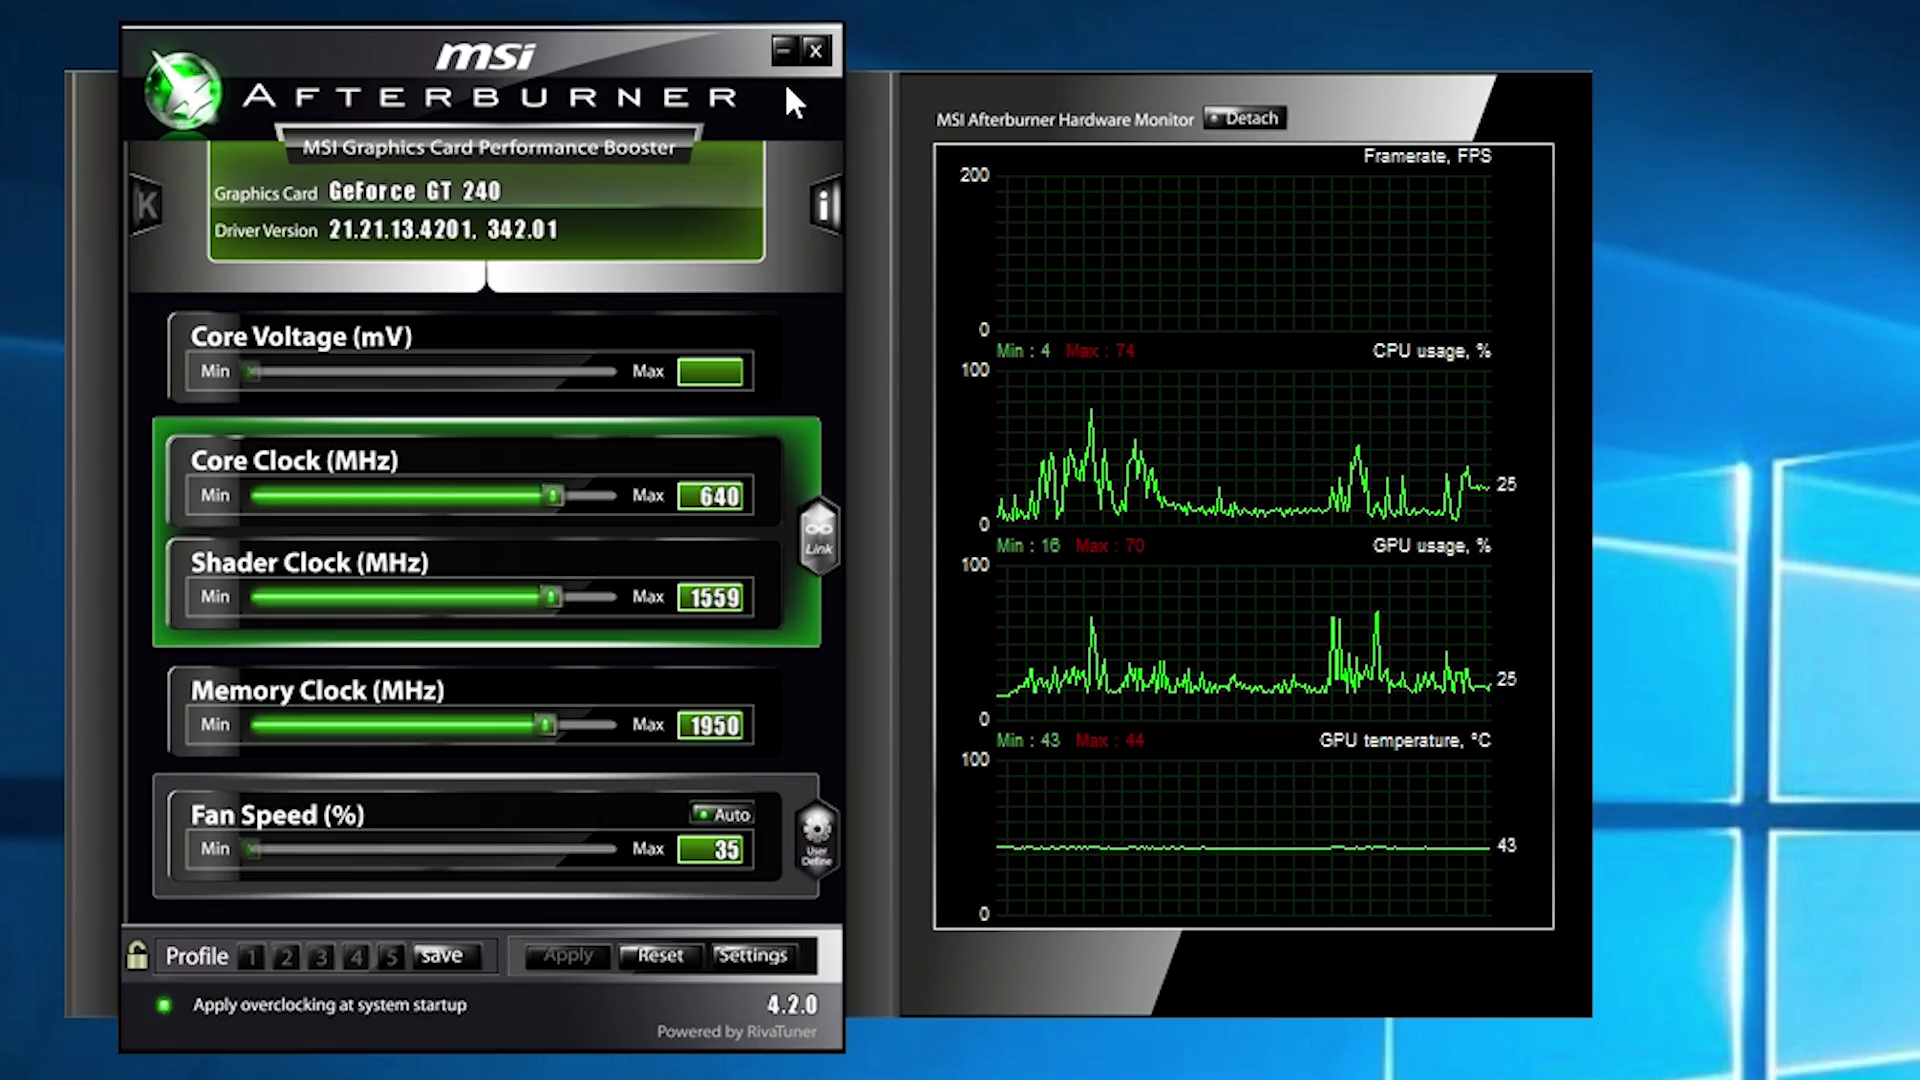 msi
AFTERBURNER
MSI Graphics Card Performance Booster
K
i
Graphics Card GeForce GT 240
Driver Version 21.21.13.4201, 342.01
Core Voltage (mV)
Min Max
Core Clock (MHz)
Min Max 640
Shader Clock (MHz)
Min Max 1559
Link
Memory Clock (MHz)
Min Max 1950
Fan Speed (%) Auto
Min Max 35
User Define
Profile 1 2 3 4 5 save Apply Reset Settings
Apply overclocking at system startup 4.2.0
Powered by RivaTuner
MSI Afterburner Hardware Monitor Detach
Framerate, FPS
200
0
Min : 4 Max : 74 CPU usage, %
100
25
0
Min : 16 Max : 70 GPU usage, %
100
25
0
Min : 43 Max : 44 GPU temperature, °C
100
43
0